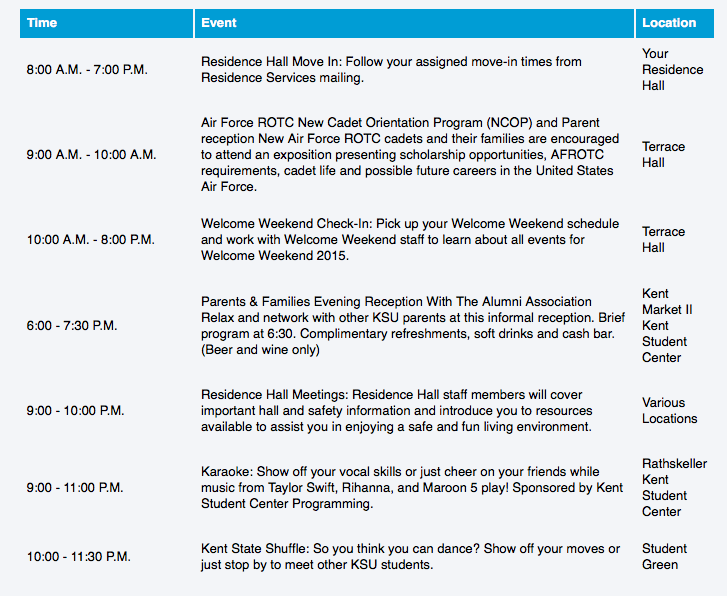 Time Event Location
8:00 A.M. - 7:00 P.M.
Residence Hall Move In: Follow your assigned move-in times from
Residence Services mailing.
Your
Residence
Hall
9:00 A.M. - 10:00 A.M.
Air Force ROTC New Cadet Orientation Program (NCOP) and Parent
reception New Air Force ROTC cadets and their families are encouraged
to attend an exposition presenting scholarship opportunities, AFROTC
requirements, cadet life and possible future careers in the United States
Air Force.
Terrace
Hall
10:00 A.M. - 8:00 P.M.
Welcome Weekend Check-In: Pick up your Welcome Weekend schedule
and work with Welcome Weekend staff to learn about all events for
Welcome Weekend 2015.
Terrace
Hall
6:00 - 7:30 P.M.
Parents & Families Evening Reception With The Alumni Association
Relax and network with other KSU parents at this informal reception. Brief
program at 6:30. Complimentary refreshments, soft drinks and cash bar.
(Beer and wine only)
Kent
Market II
Kent
Student
Center
9:00 - 10:00 P.M.
Residence Hall Meetings: Residence Hall staff members will cover
important hall and safety information and introduce you to resources
available to assist you in enjoying a safe and fun living environment.
Various
Locations
9:00 - 11:00 P.M.
Karaoke: Show off your vocal skills or just cheer on your friends while
music from Taylor Swift, Rihanna, and Maroon 5 play! Sponsored by Kent
Student Center Programming.
Rathskeller
Kent
Student
Center
10:00 - 11:30 P.M.
Kent State Shuffle: So you think you can dance? Show off your moves or
just stop by to meet other KSU students.
Student
Green